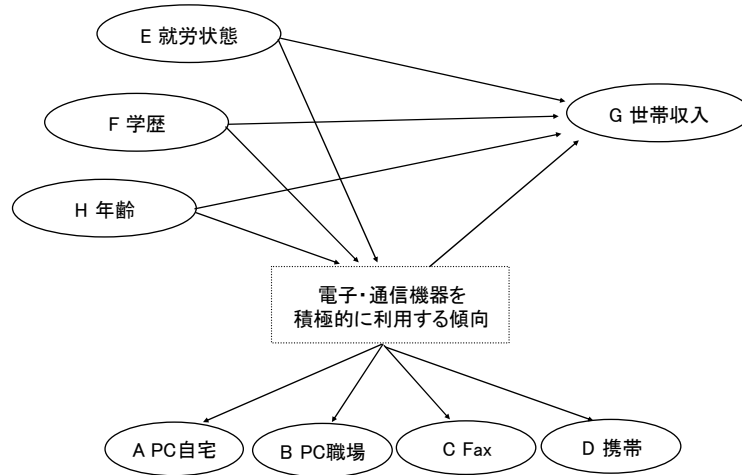 E 就労状態
G 世帯収入
F 学歴
H 年齢
電子・通信機器を
積極的に利用する傾向
A PC自宅
B PC職場
C Fax
D 携帯